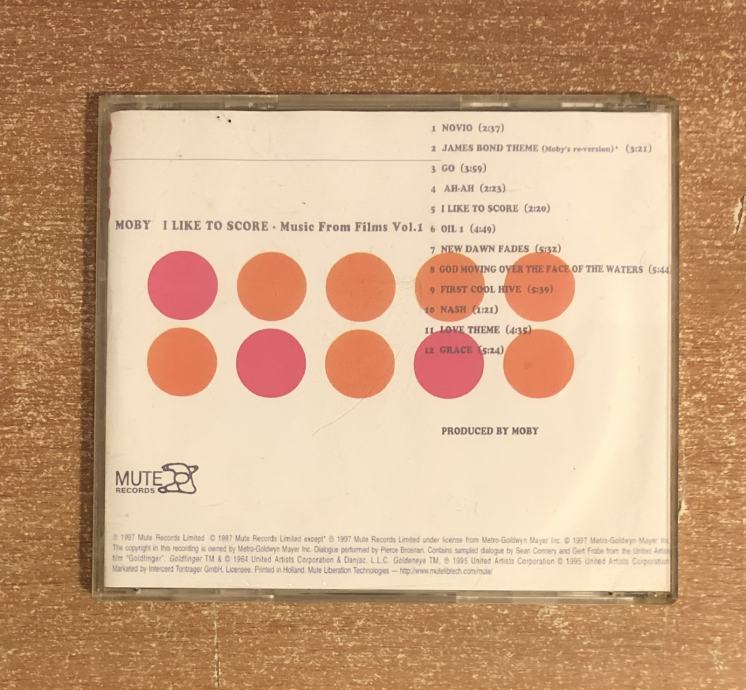 1 NOVIO (2:37)
2 JAMES BOND THEME (Moby's re-version)* (3:21)
3 GO (3:59)
4 AH-AH (2:23)
5 I LIKE TO SCORE (2:20)
MOBY I LIKE TO SCORE · Music From Films Vol.1
6 OIL 1 (4:49)
7 NEW DAWN FADES (5:32)
8 GOD MOVING OVER THE FACE OF THE WATERS (5:44
9 FIRST COOL HIVE (5:39)
10 NASH (1:21)
11 LOVE THEME (4:35)
12 GRACE (5:24)
PRODUCED BY MOBY
MUTE
RECORDS
℗ 1997 Mute Records Limited © 1997 Mute Records Limited except* ℗ 1997 Mute Records Limited under license from Metro-Goldwyn Mayer Inc. © 1997 Metro-Goldwyn Mayer Inc.
The copyright in this recording is owned by Metro-Goldwyn Mayer Inc. Dialogue performed by Pierce Brosnan. Contains sampled dialogue by Sean Connery and Gert Frobe from the United Artists
film "Goldfinger". Goldfinger TM & © 1964 United Artists Corporation & Danjaq, L.L.C. Goldeneye TM, ℗ 1995 United Artists Corporation © 1995 United Artists Corporation
Marketed by Intercord Tontrager GmbH, Licensee. Printed in Holland. Mute Liberation Technologies — http://www.mutelibtech.com/mute/